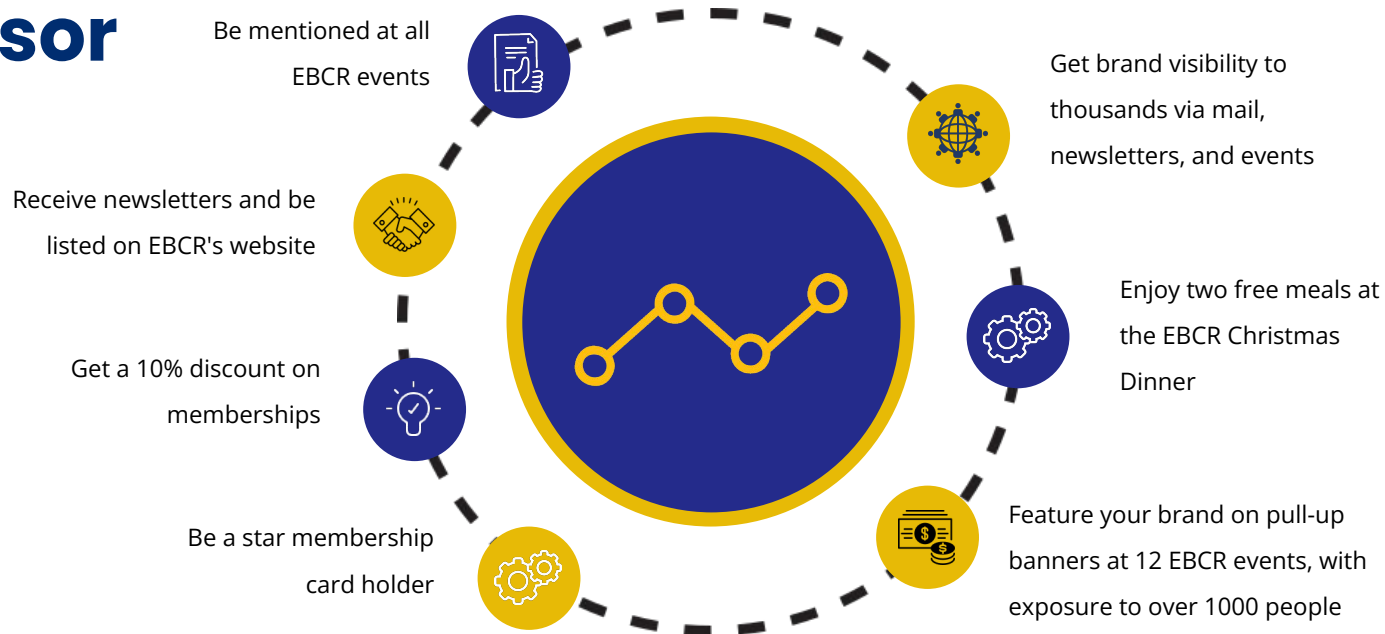 sor
Be mentioned at all
EBCR events
Receive newsletters and be
listed on EBCR's website
Get a 10% discount on
memberships
Be a star membership
card holder
Get brand visibility to
thousands via mail,
newsletters, and events
Enjoy two free meals at
the EBCR Christmas
Dinner
Feature your brand on pull-up
banners at 12 EBCR events, with
exposure to over 1000 people